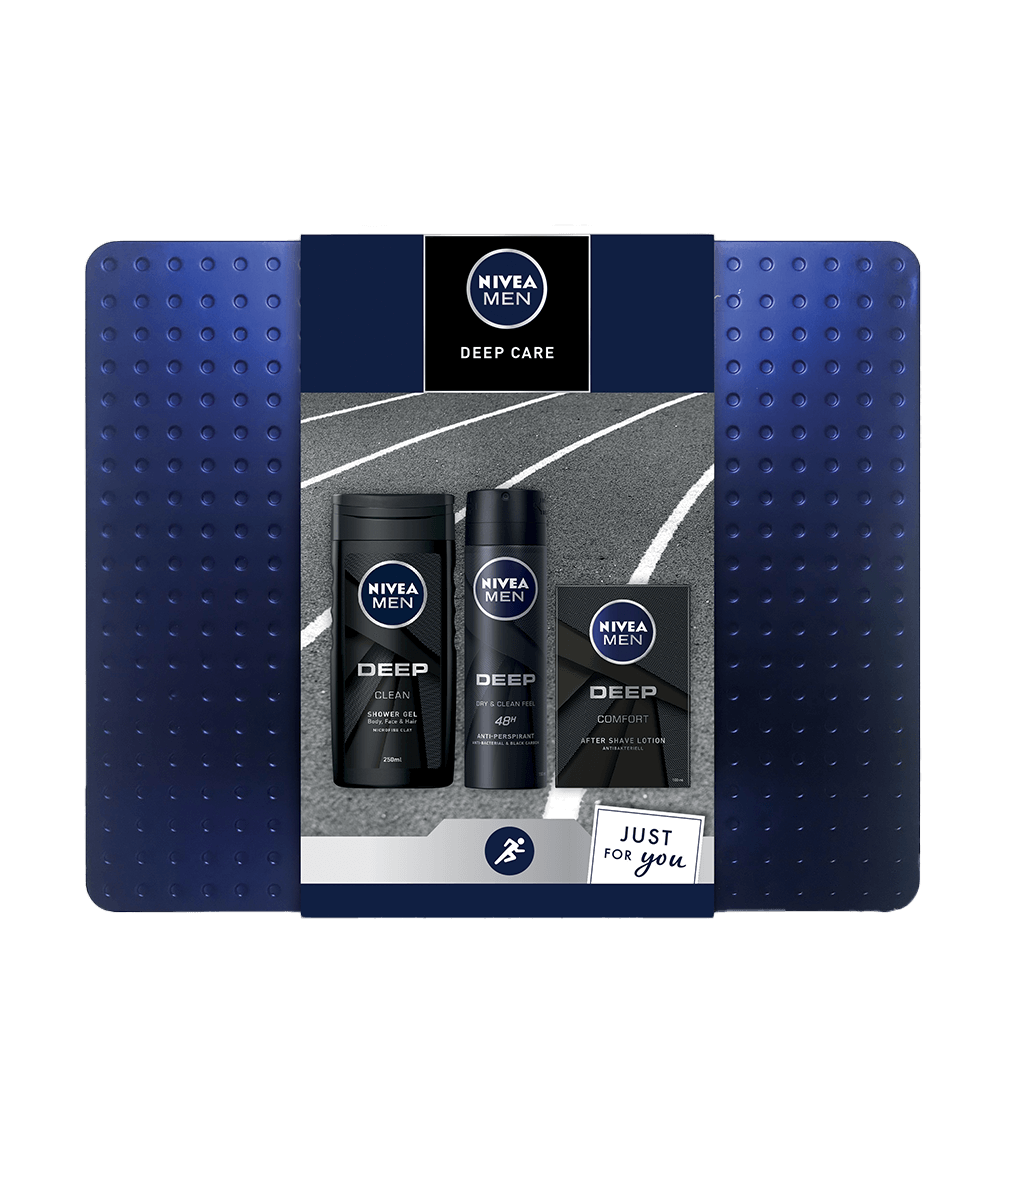 NIVEA
MEN
DEEP CARE
NIVEA
MEN
DEEP
CLEAN
SHOWER GEL
Body, Face & Hair
MICROFINE CLAY
250ml
NIVEA
MEN
DEEP
DRY & CLEAN FEEL
48H
ANTI-PERSPIRANT
ANTI-BACTERIAL & BLACK CARBON
NIVEA
MEN
DEEP
COMFORT
AFTER SHAVE LOTION
ANTIBAKTERIELL
100 ml
JUST
FOR you